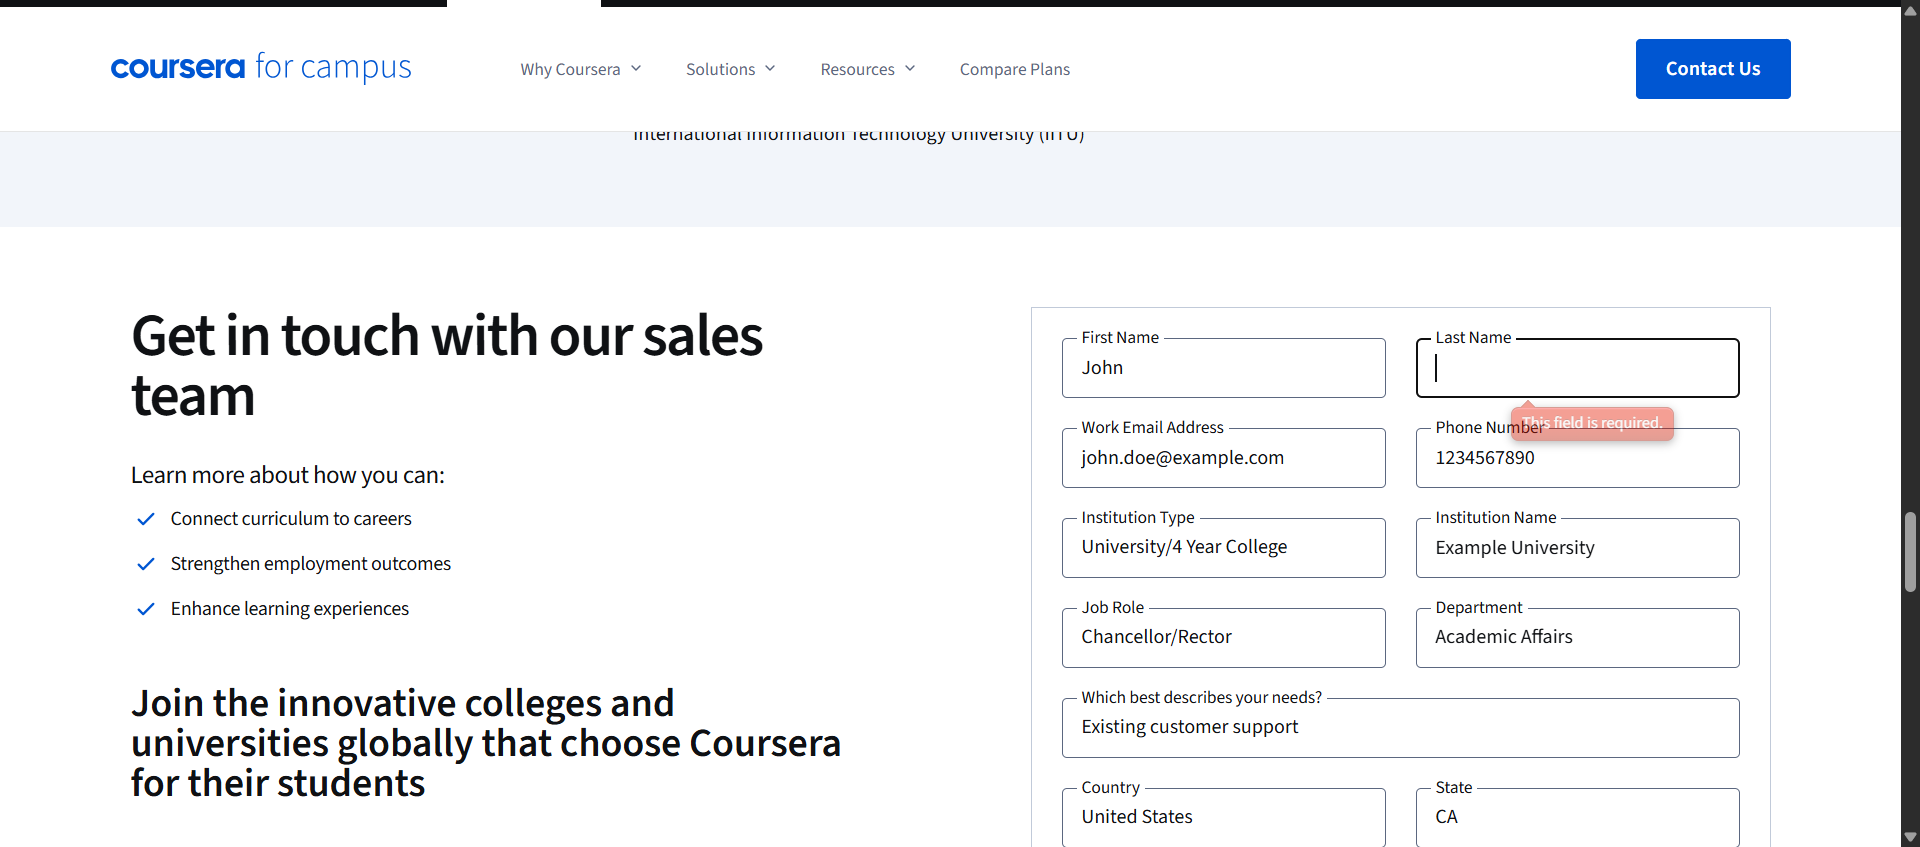 coursera for campus
Why Coursera
Solutions
Resources
Compare Plans
Contact Us
International Information Technology University (IITU)
Get in touch with our sales
team
Learn more about how you can:
Connect curriculum to careers
Strengthen employment outcomes
Enhance learning experiences
Join the innovative colleges and
universities globally that choose Coursera
for their students
First Name
John
Last Name
This field is required.
Work Email Address
john.doe@example.com
Phone Number
1234567890
Institution Type
University/4 Year College
Institution Name
Example University
Job Role
Chancellor/Rector
Department
Academic Affairs
Which best describes your needs?
Existing customer support
Country
United States
State
CA